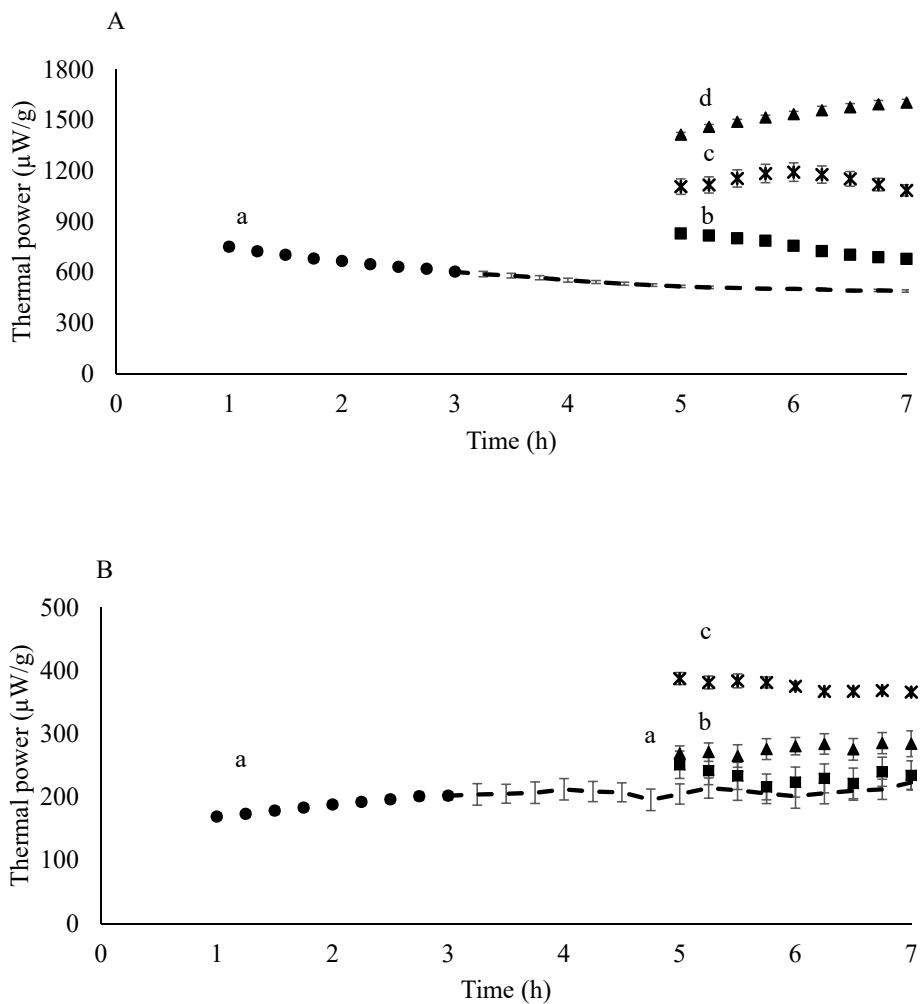 A
1800
1500
1200
900
600
300
0
Thermal power (µW/g)
d
c
b
a
0 1 2 3 4 5 6 7
Time (h)
B
500
400
300
200
100
0
Thermal power (µW/g)
c
a b
a
0 1 2 3 4 5 6 7
Time (h)